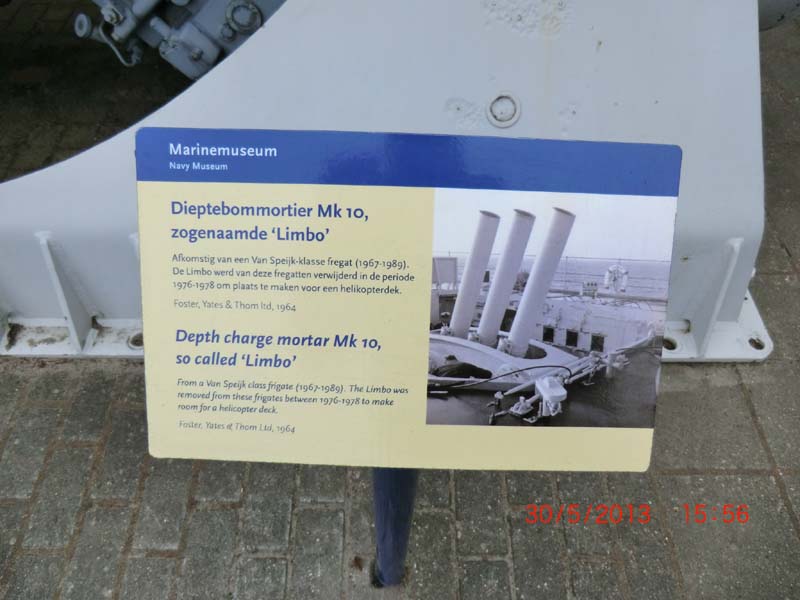 Marinemuseum
Navy Museum
Dieptebommortier Mk 10,
zogenaamde ‘Limbo’
Afkomstig van een Van Speijk-klasse fregat (1967-1989).
De Limbo werd van deze fregatten verwijderd in de periode
1976-1978 om plaats te maken voor een helikopterdek.
Foster, Yates & Thom ltd, 1964
Depth charge mortar Mk 10,
so called ‘Limbo’
From a Van Speijk class frigate (1967-1989). The Limbo was
removed from these frigates between 1976-1978 to make
room for a helicopter deck.
Foster, Yates & Thom Ltd, 1964
30/5/2013 15:56